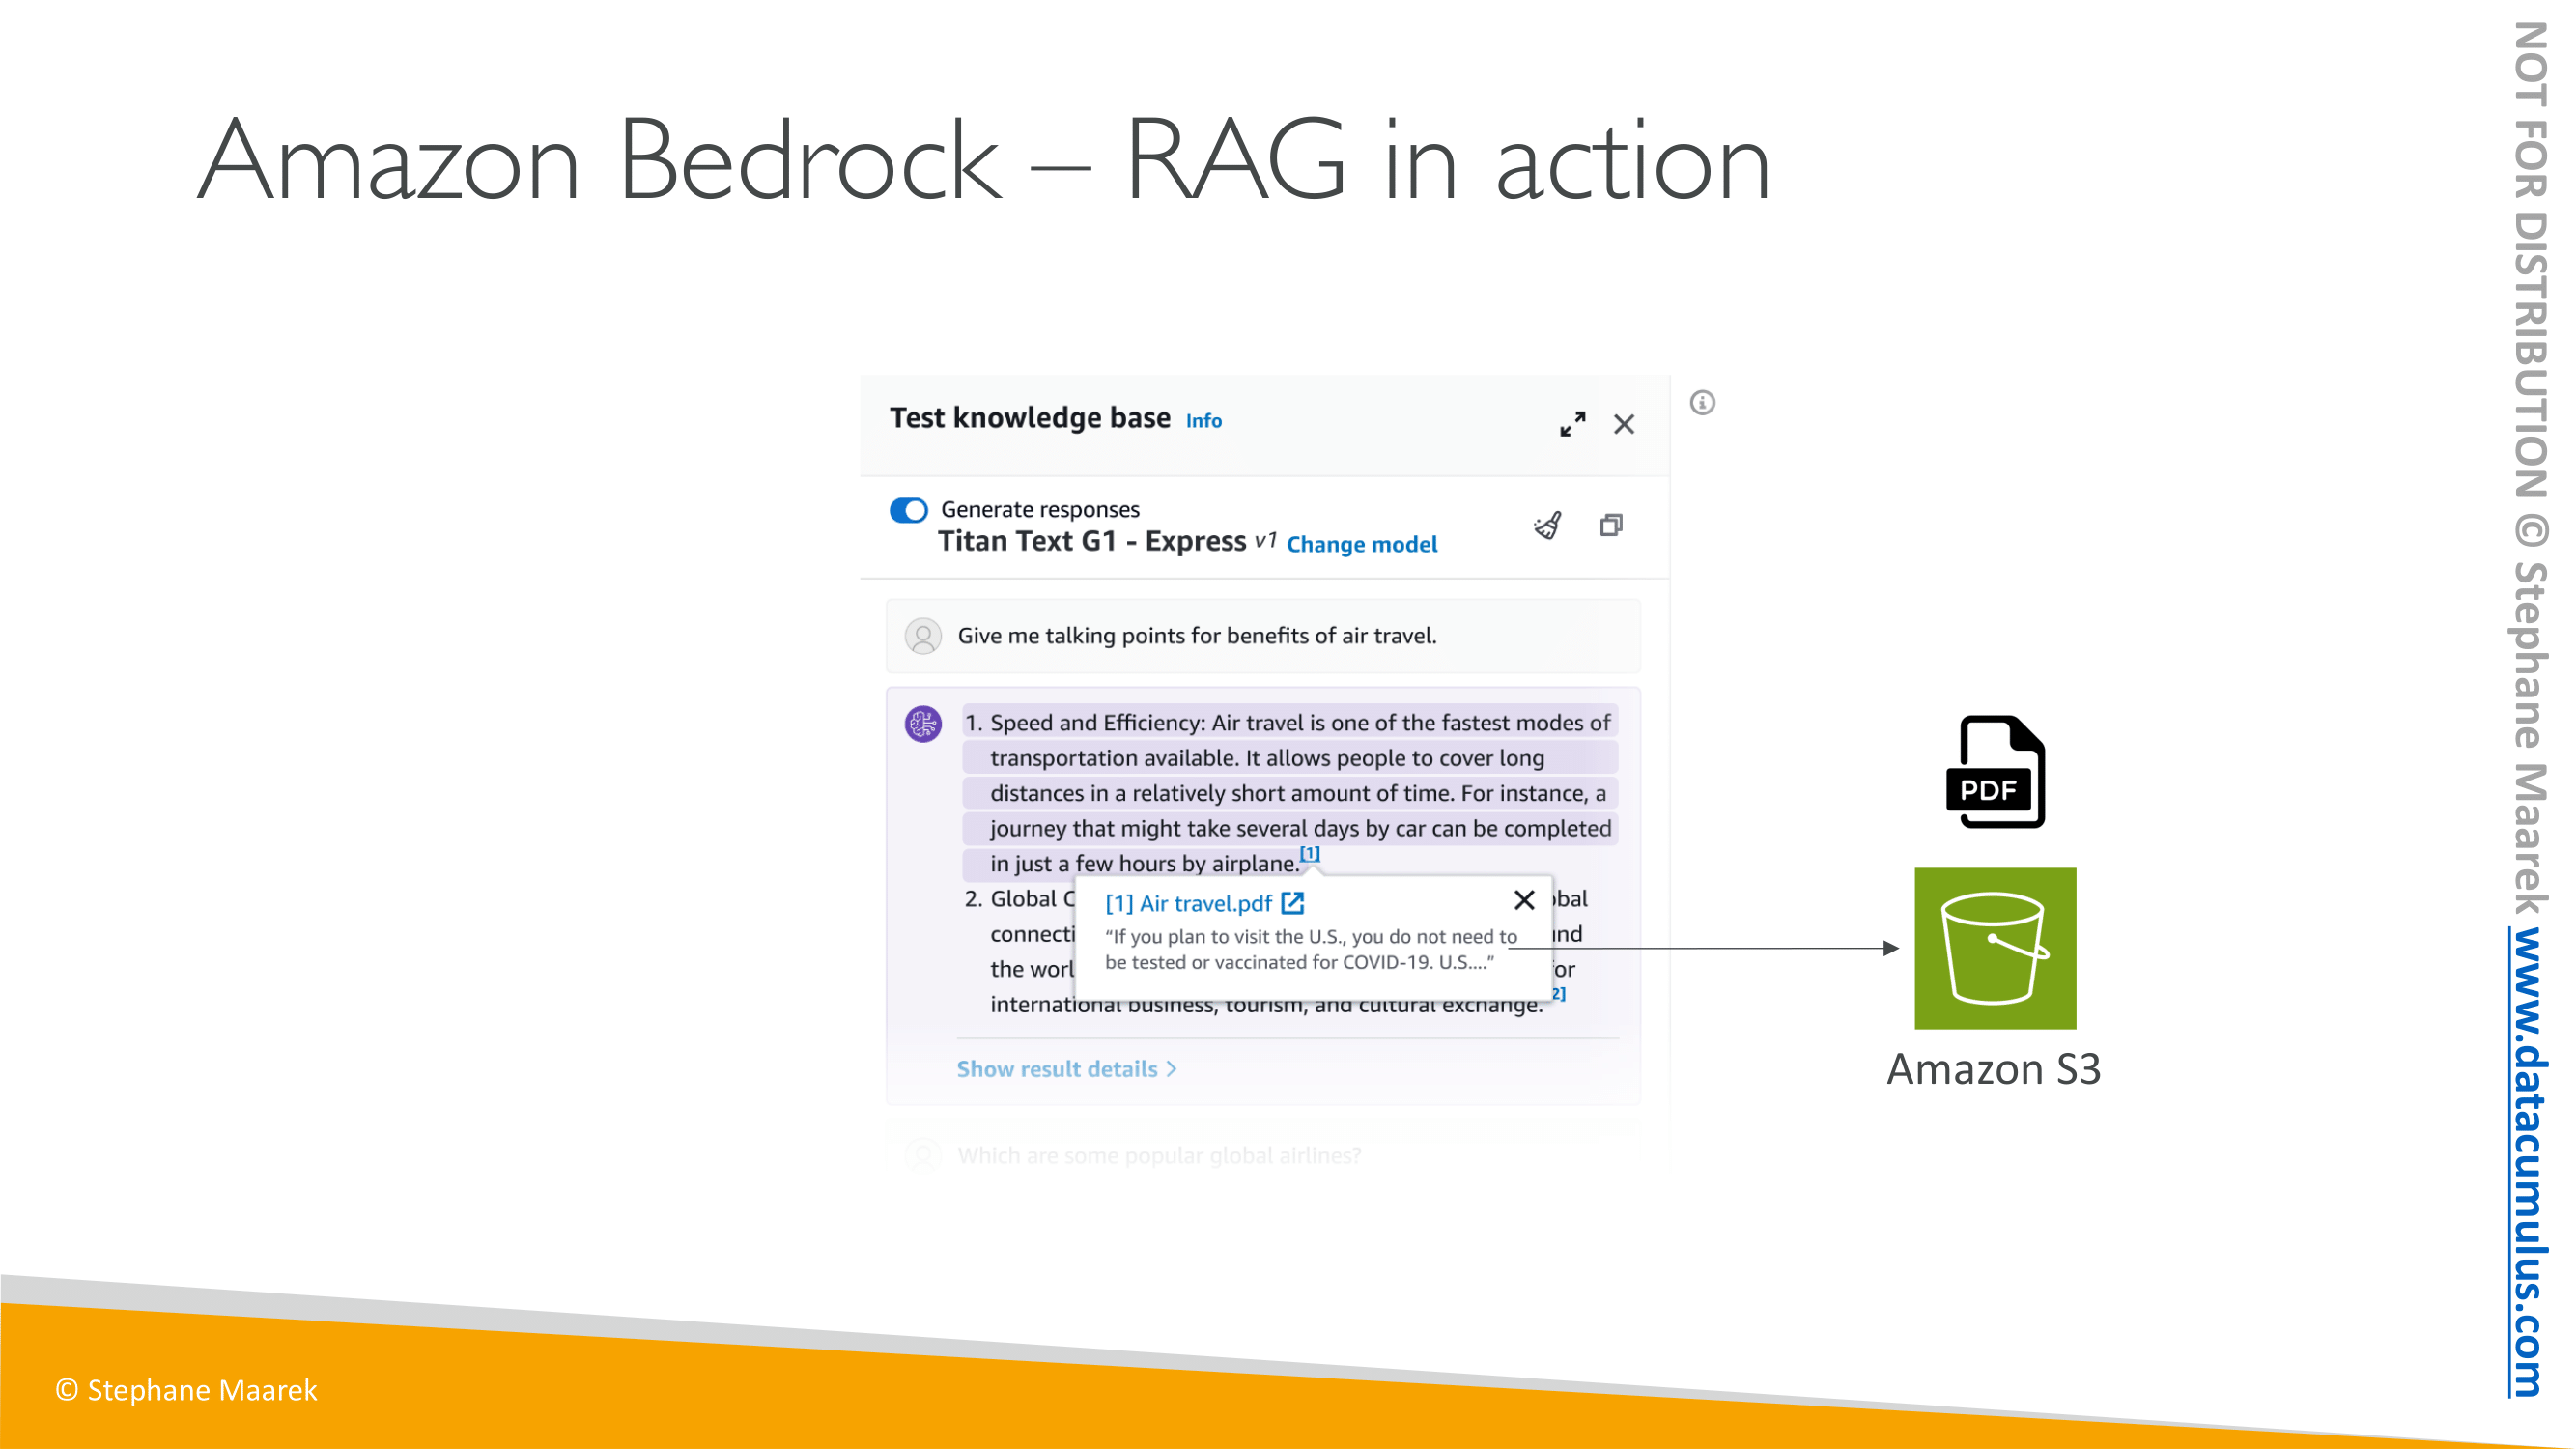 Amazon Bedrock – RAG in action
Test knowledge base Info
Generate responses
Titan Text G1 - Express v1 Change model
Give me talking points for benefits of air travel.
1. Speed and Efficiency: Air travel is one of the fastest modes of
transportation available. It allows people to cover long
distances in a relatively short amount of time. For instance, a
journey that might take several days by car can be completed
in just a few hours by airplane.[1]
2. Global
[1] Air travel.pdf
"If you plan to visit the U.S., you do not need to
be tested or vaccinated for COVID-19. U.S...."
the
international business, tourism, and cultural exchange.
Show result details >
Which are some popular global airlines?
PDF
Amazon S3
© Stephane Maarek
NOT FOR DISTRIBUTION © Stephane Maarek www.datacumulus.com